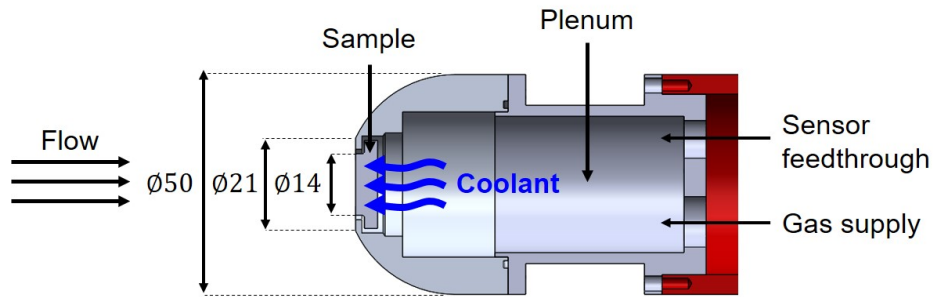 Plenum
Sample
Flow
Ø50
Ø21
Ø14
Coolant
Sensor
feedthrough
Gas supply